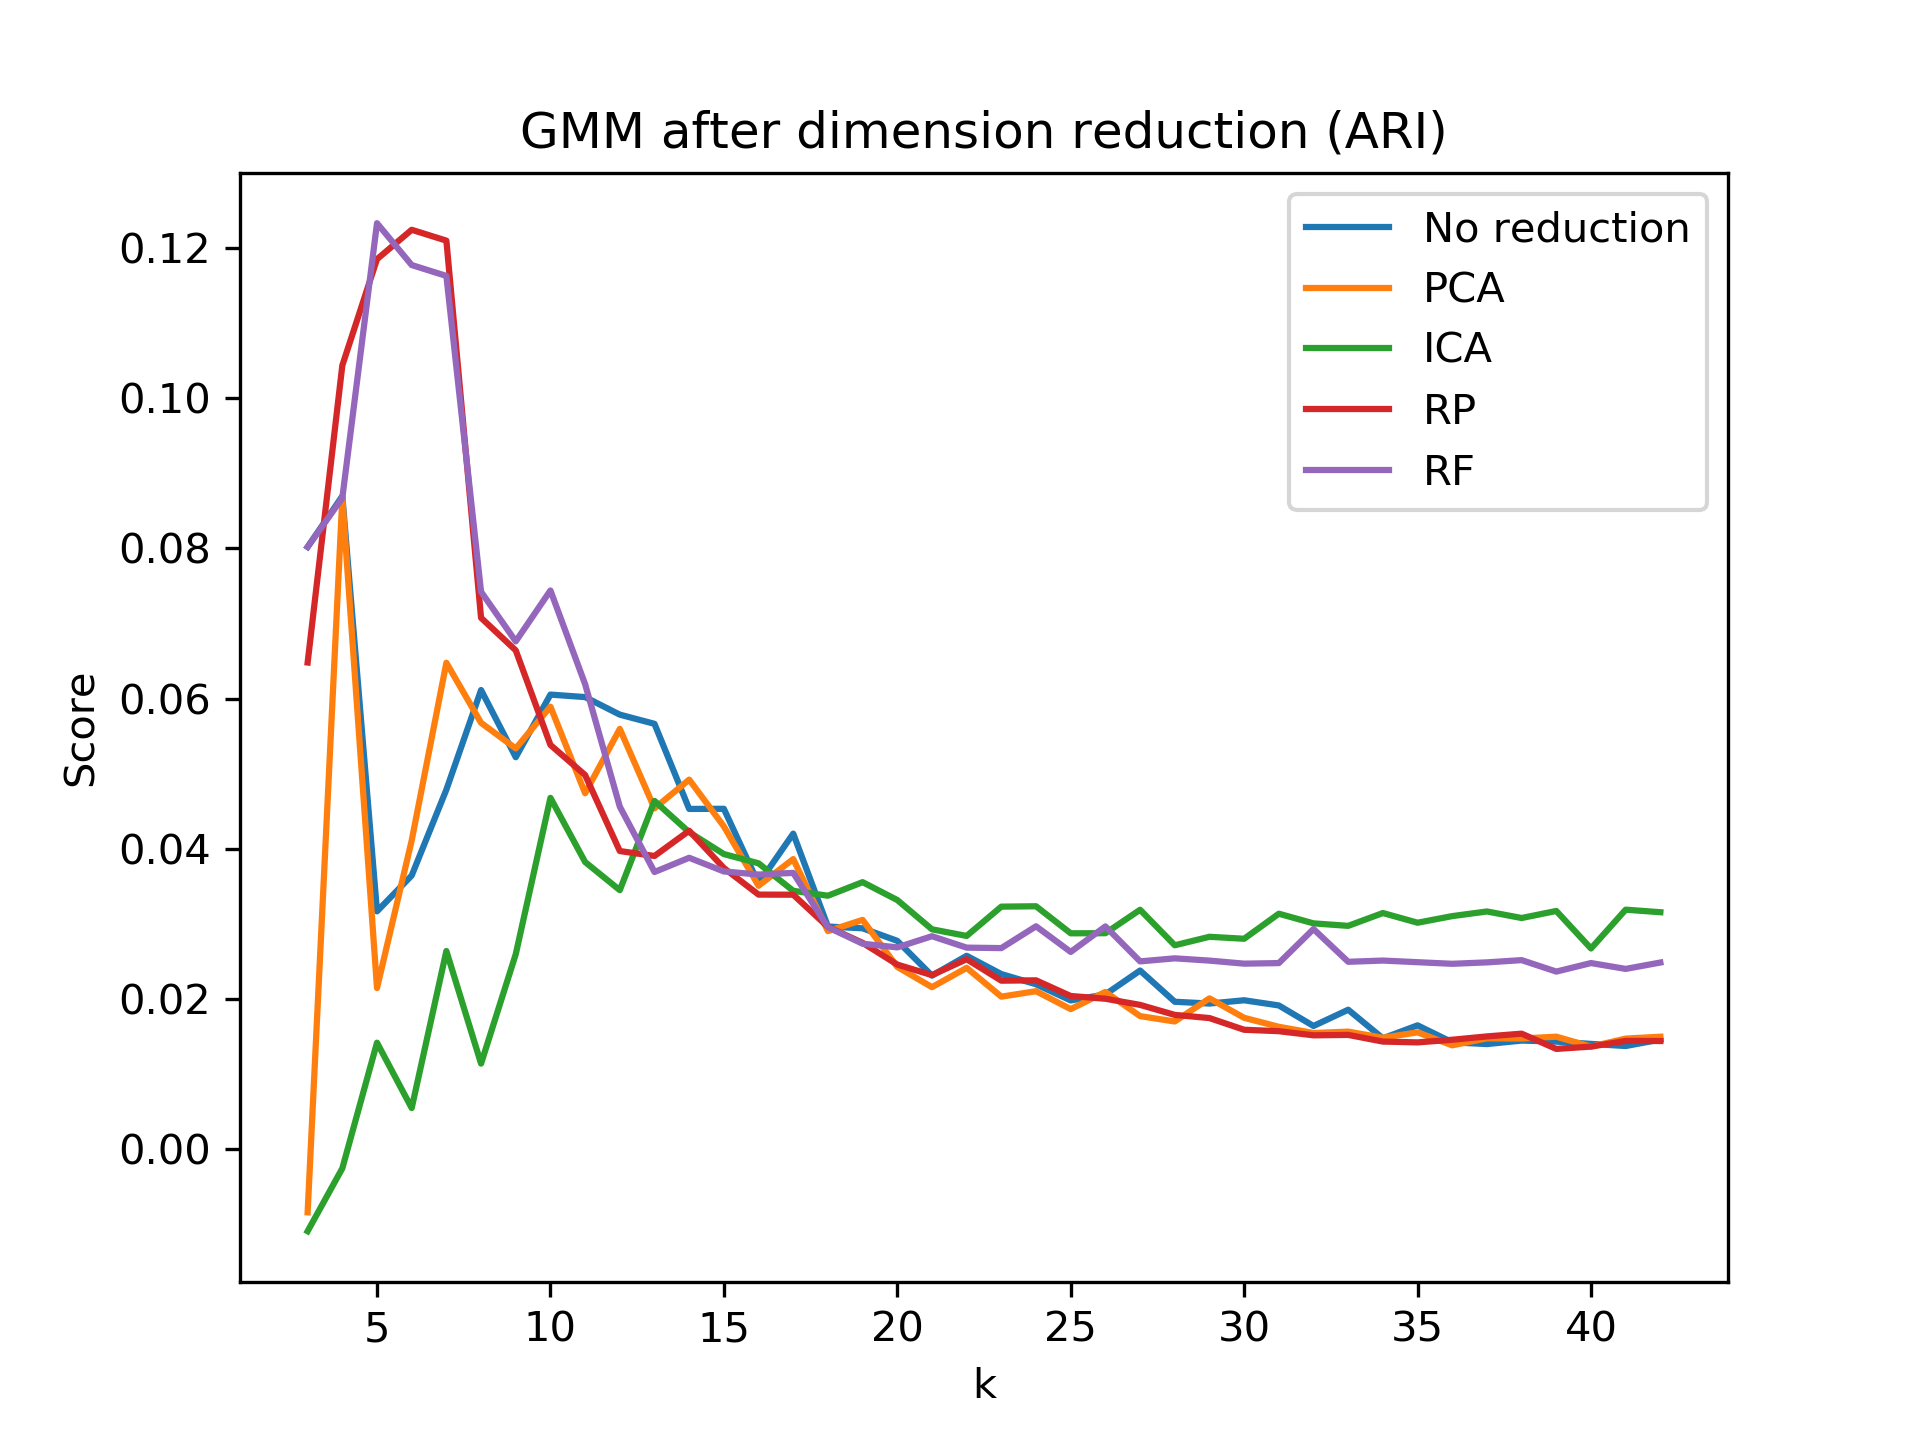 GMM after dimension reduction (ARI)
No reduction
PCA
ICA
RP
RF
0.12
0.10
0.08
0.06
0.04
0.02
0.00
Score
5 10 15 20 25 30 35 40
k